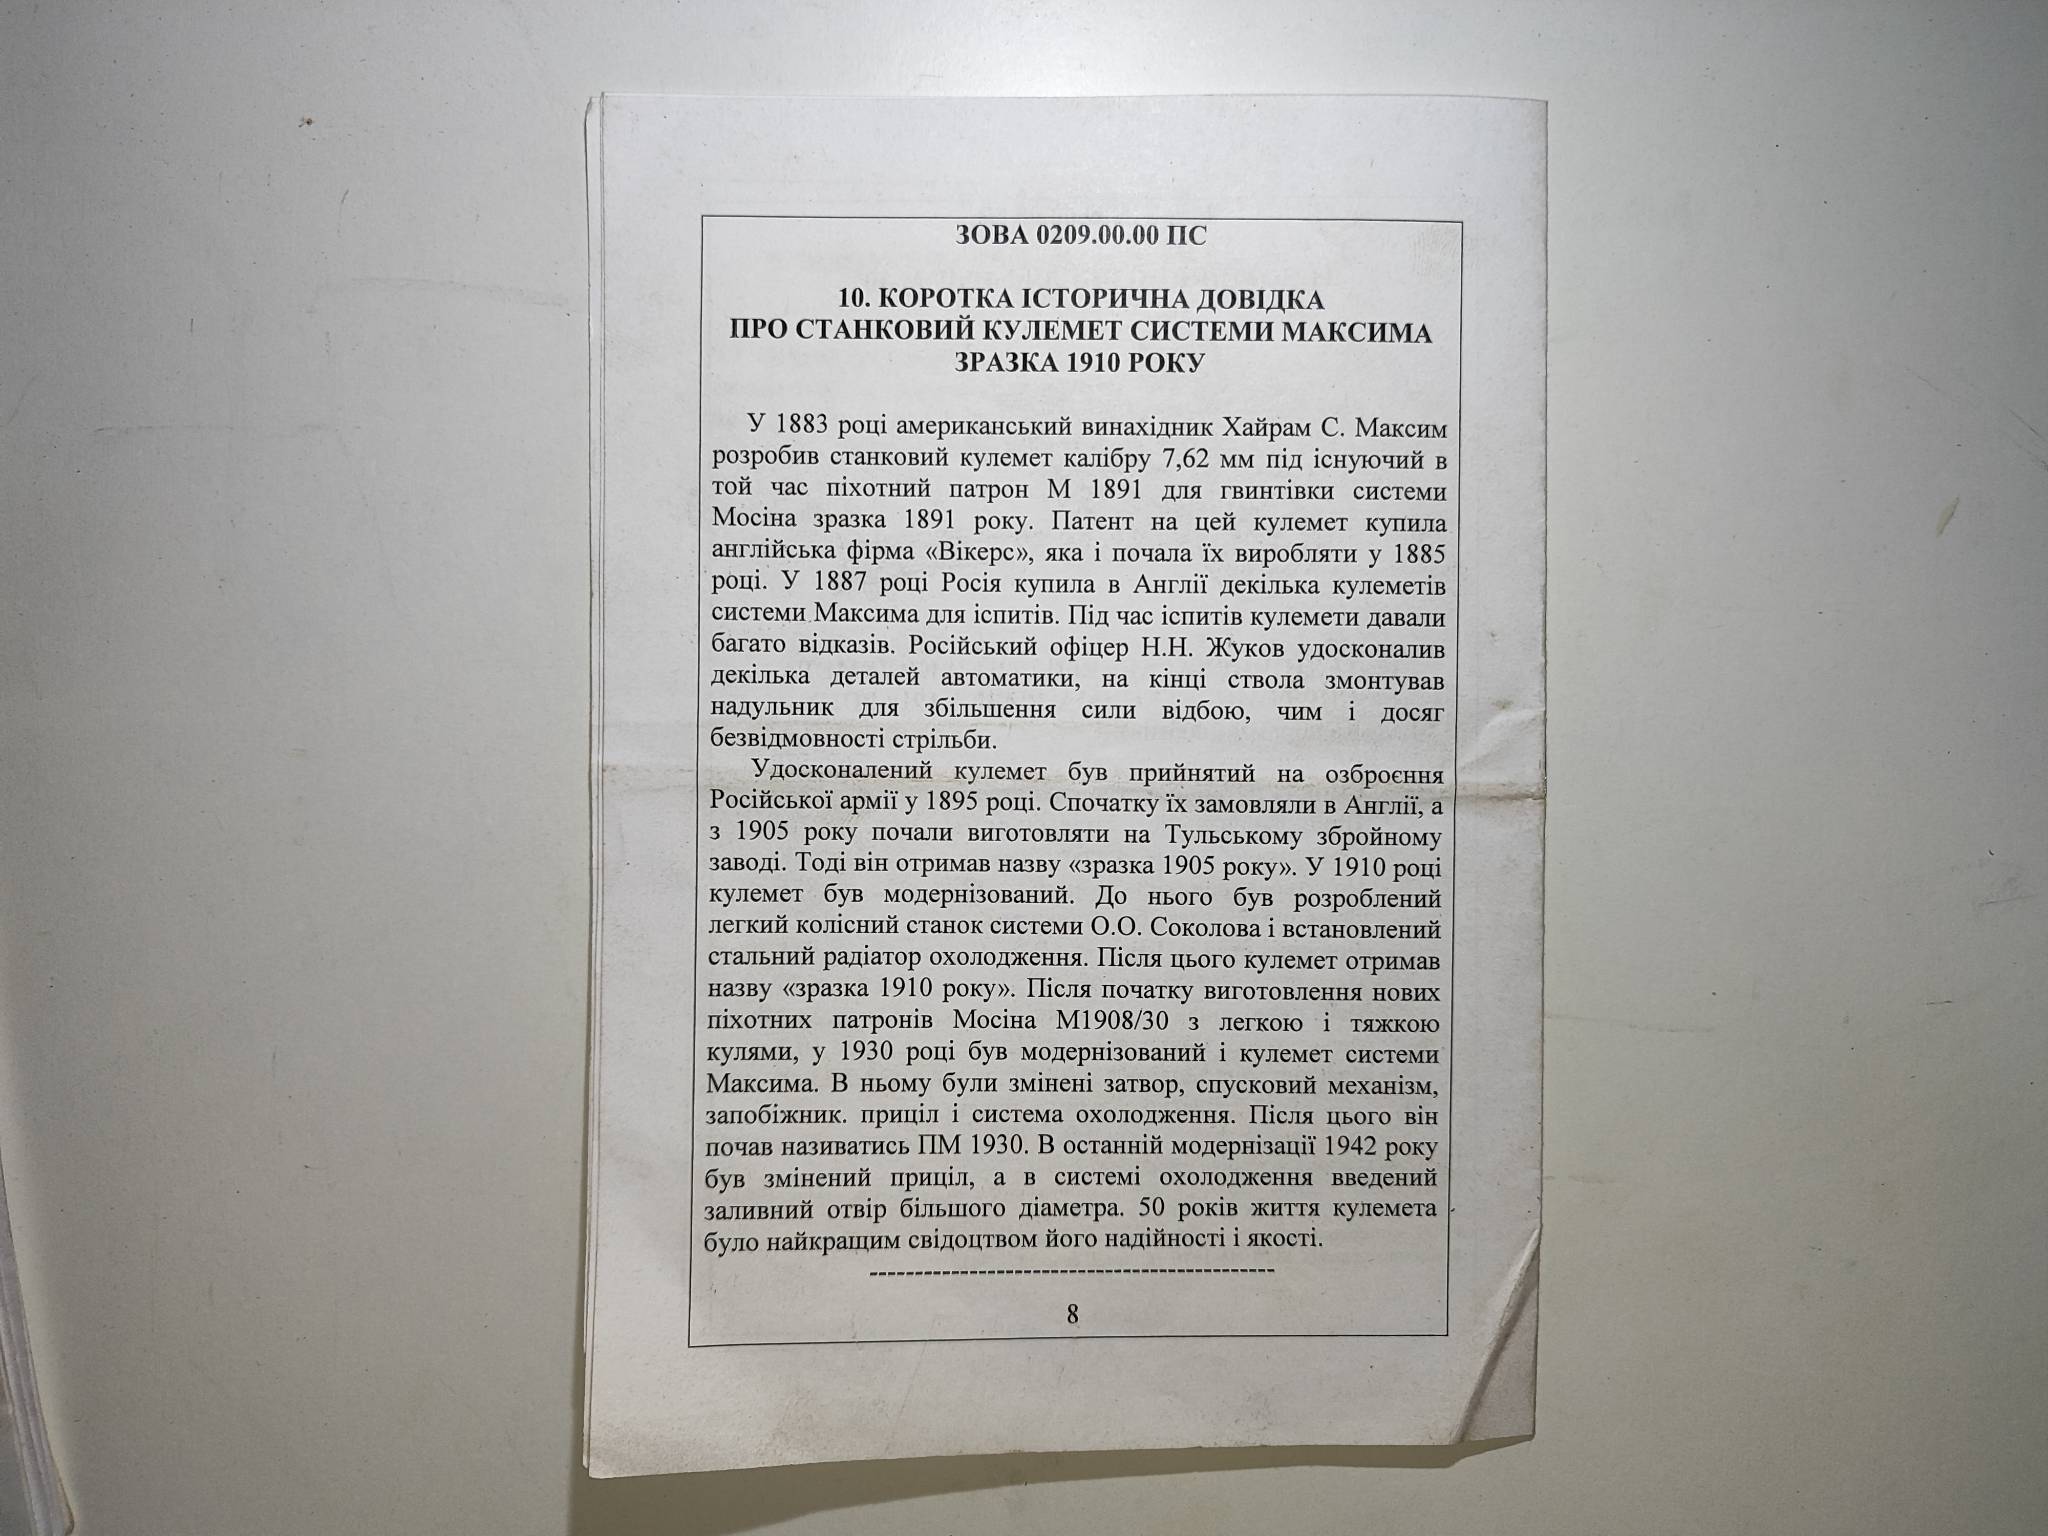 ЗОВА 0209.00.00 ПС
10. КОРОТКА ІСТОРИЧНА ДОВІДКА
ПРО СТАНКОВИЙ КУЛЕМЕТ СИСТЕМИ МАКСИМА
ЗРАЗКА 1910 РОКУ
У 1883 році американський винахідник Хайрам С. Максим
розробив станковий кулемет калібру 7,62 мм під існуючий в
той час піхотний патрон М 1891 для гвинтівки системи
Мосіна зразка 1891 року. Патент на цей кулемет купила
англійська фірма «Вікерс», яка і почала їх виробляти у 1885
році. У 1887 році Росія купила в Англії декілька кулеметів
системи Максима для іспитів. Під час іспитів кулемети давали
багато відказів. Російський офіцер Н.Н. Жуков удосконалив
декілька деталей автоматики, на кінці ствола змонтував
надульник для збільшення сили відбою, чим і досяг
безвідмовності стрільби.
Удосконалений кулемет був прийнятий на озброєння
Російської армії у 1895 році. Спочатку їх замовляли в Англії, а
з 1905 року почали виготовляти на Тульському збройному
заводі. Тоді він отримав назву «зразка 1905 року». У 1910 році
кулемет був модернізований. До нього був розроблений
легкий колісний станок системи О.О. Соколова і встановлений
стальний радіатор охолодження. Після цього кулемет отримав
назву «зразка 1910 року». Після початку виготовлення нових
піхотних патронів Мосіна М1908/30 з легкою і тяжкою
кулями, у 1930 році був модернізований і кулемет системи
Максима. В ньому були змінені затвор, спусковий механізм,
запобіжник. приціл і система охолодження. Після цього він
почав називатись ПМ 1930. В останній модернізації 1942 року
був змінений приціл, а в системі охолодження введений
заливний отвір більшого діаметра. 50 років життя кулемета
було найкращим свідоцтвом його надійності і якості.
---------------------------------------------
8